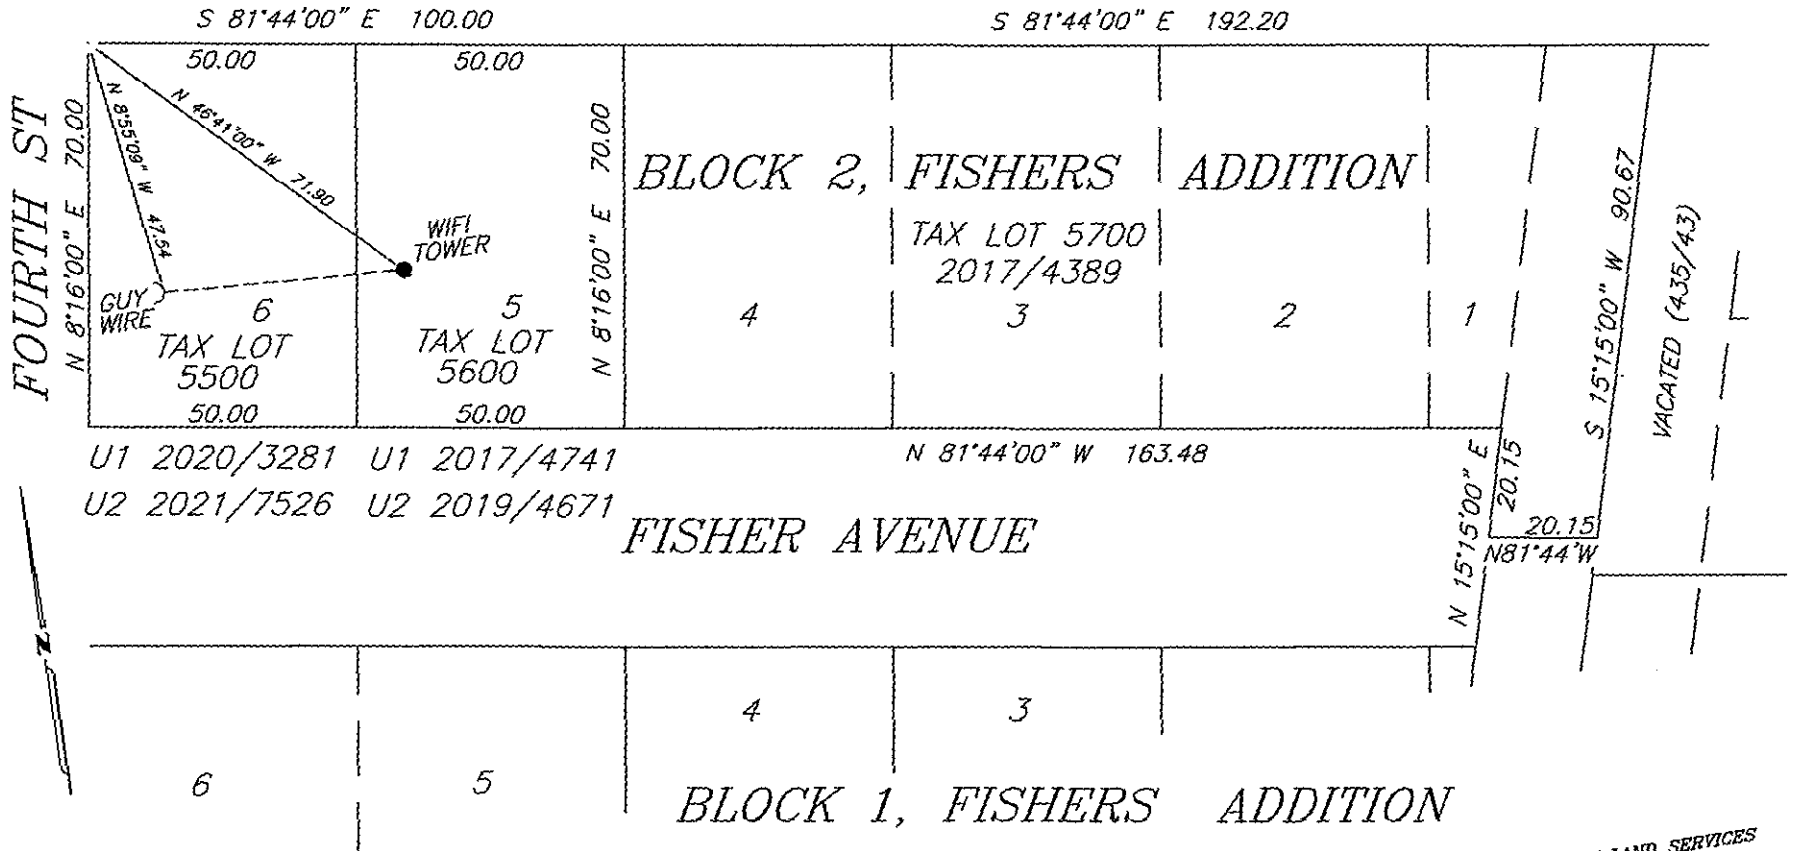 S 81°44'00" E 100.00
S 81°44'00" E 192.20
50.00
50.00
FOURTH ST
N 8°16'00" E 70.00
N 8°55'09" W 47.54
N 46°41'00" W 71.90
WIFI
TOWER
GUY
WIRE
6
TAX LOT
5500
50.00
5
TAX LOT
5600
50.00
N 8°16'00" E 70.00
BLOCK 2, FISHERS ADDITION
TAX LOT 5700
2017/4389
4
3
2
1
S 15°15'00" W 90.67
VACATED (435/43)
U1 2020/3281 U1 2017/4741
U2 2021/7526 U2 2019/4671
N 81°44'00" W 163.48
N 15°15'00" E
20.15
20.15
N81°44'W
FISHER AVENUE
N
4
3
6
5
BLOCK 1, FISHERS ADDITION
LAND SERVICES